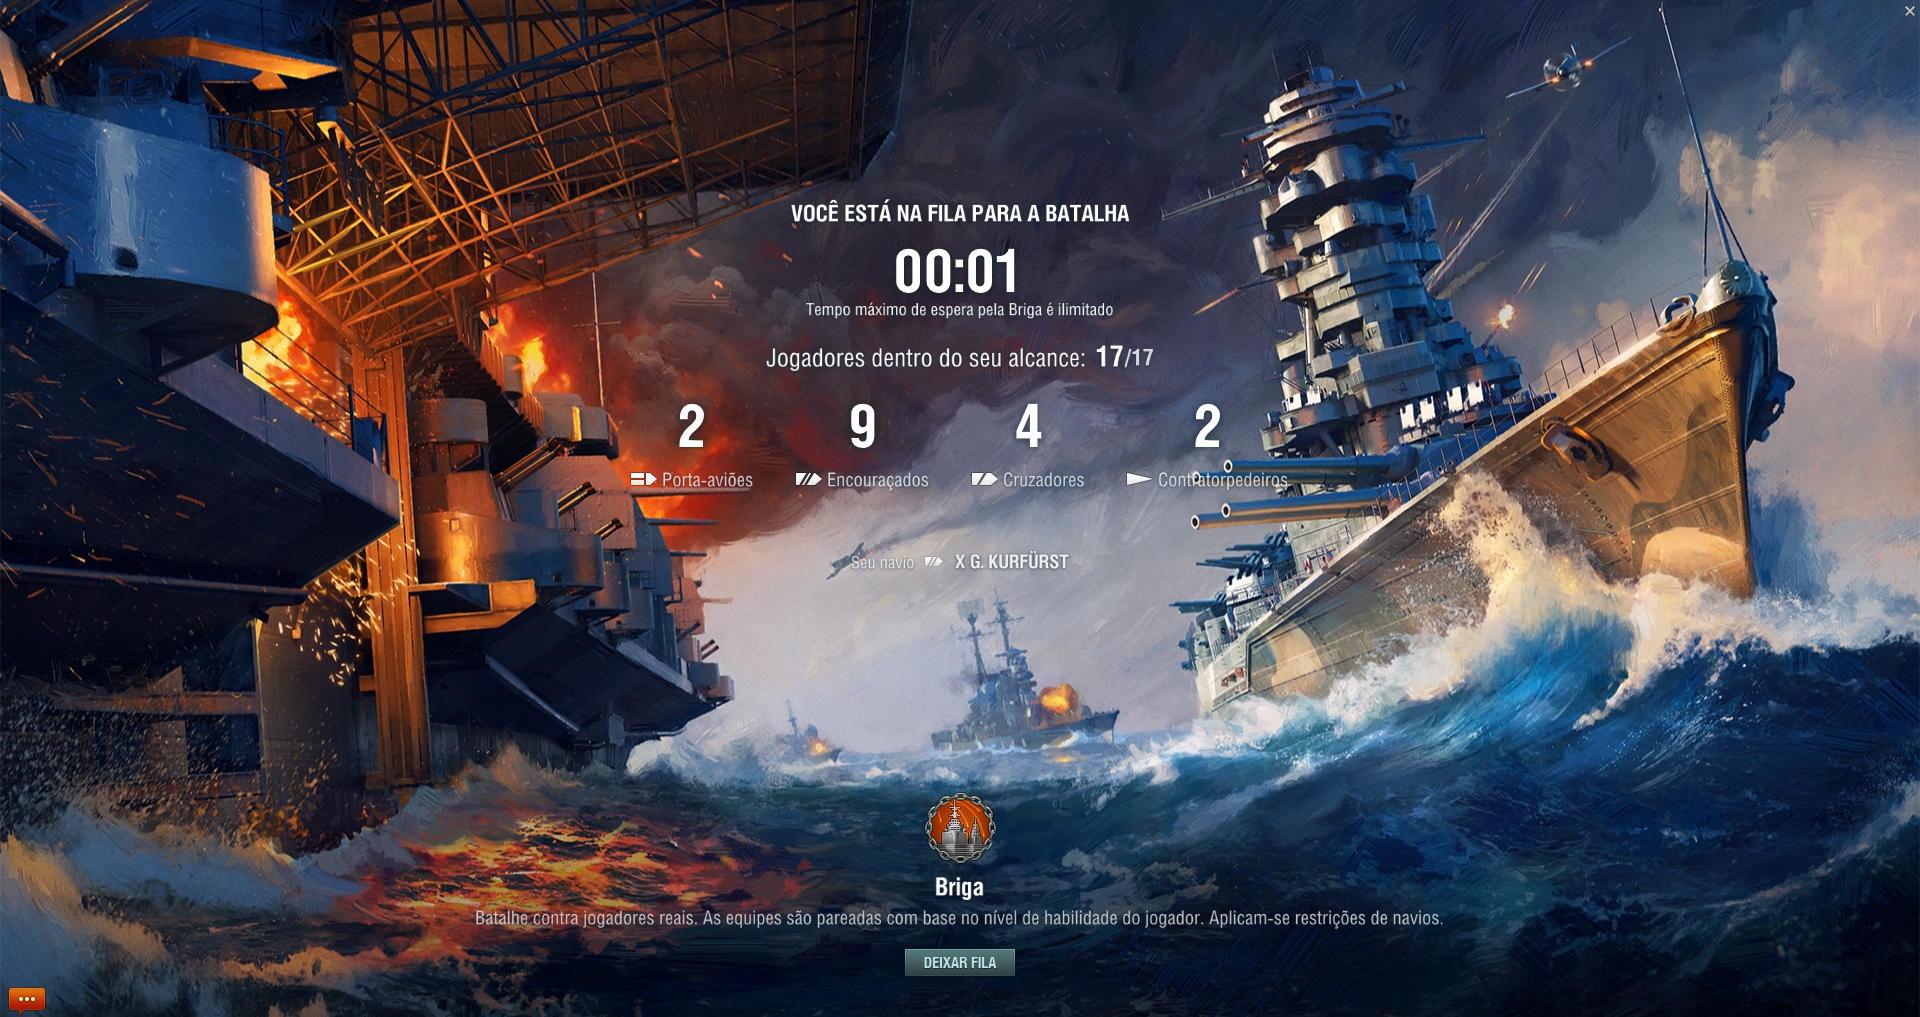 VOCÊ ESTÁ NA FILA PARA A BATALHA
00:01
Tempo máximo de espera pela Briga é ilimitado
Jogadores dentro do seu alcance: 17/17
2 9 4 2
Porta-aviões Encouraçados Cruzadores Contratorpedeiros
Seu navio X G. KURFÜRST
Briga
Batalhe contra jogadores reais. As equipes são pareadas com base no nível de habilidade do jogador. Aplicam-se restrições de navios.
DEIXAR FILA